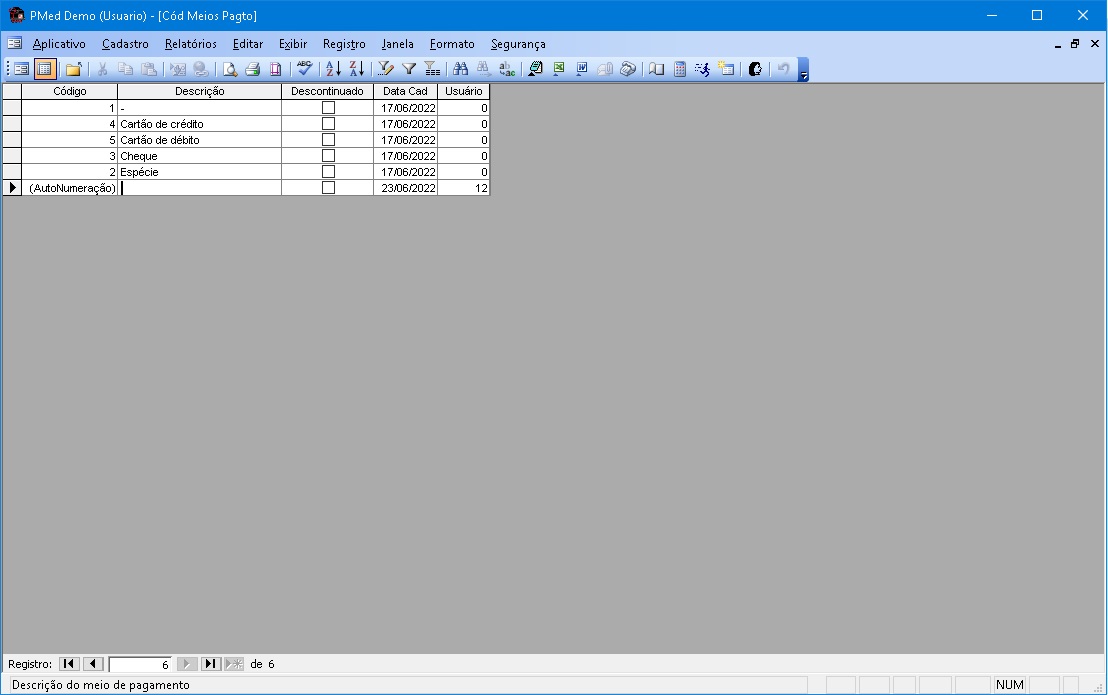 PMed Demo (Usuario) - [Cód Meios Pagto]
Aplicativo Cadastro Relatórios Editar Exibir Registro Janela Formato Segurança
Código Descrição Descontinuado Data Cad Usuário
1 - 17/06/2022 0
4 Cartão de crédito 17/06/2022 0
5 Cartão de débito 17/06/2022 0
3 Cheque 17/06/2022 0
2 Espécie 17/06/2022 0
(AutoNumeração) 23/06/2022 12
Registro: 6 de 6
Descrição do meio de pagamento NUM